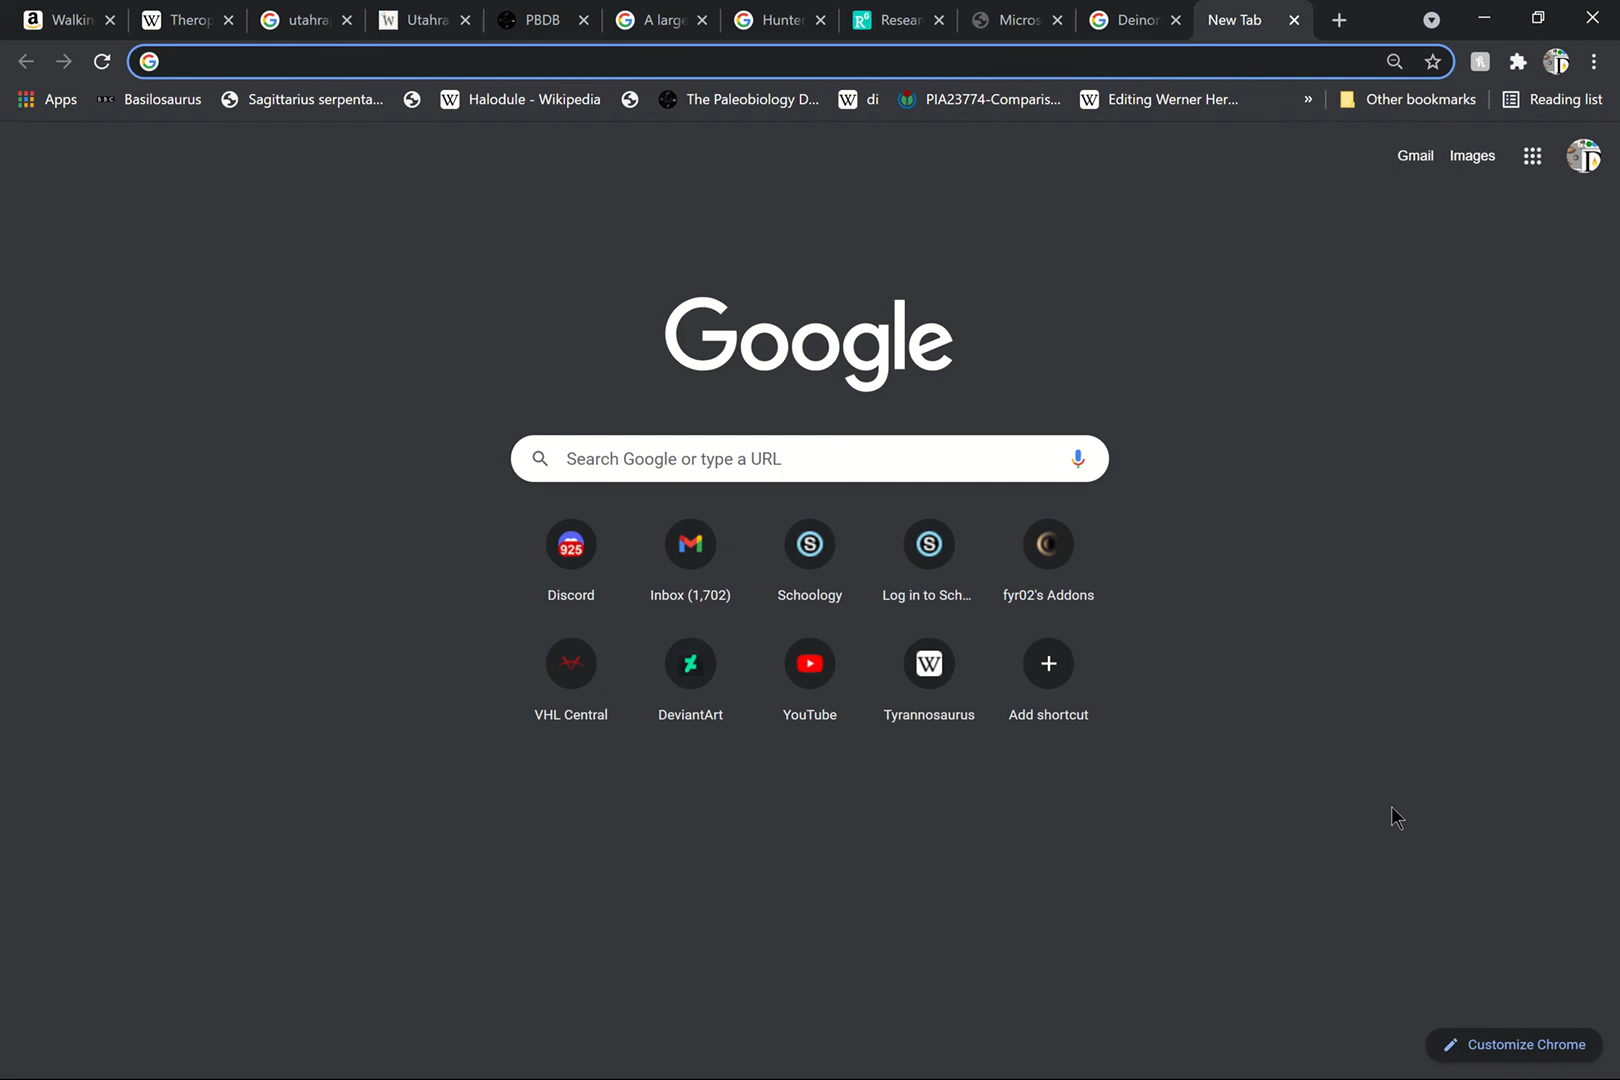 Walkin
Therop
utahra
Utahra
PBDB
A large
Hunter
Resear
Micros
Deinor
New Tab
Apps
BBC
Basilosaurus
Sagittarius serpenta...
Halodule - Wikipedia
The Paleobiology D...
di
PIA23774-Comparis...
Editing Werner Her...
»
Other bookmarks
Reading list
Gmail
Images
Google
Search Google or type a URL
925
Discord
Inbox (1,702)
Schoology
Log in to Sch...
fyr02's Addons
VHL Central
DeviantArt
YouTube
Tyrannosaurus
Add shortcut
Customize Chrome